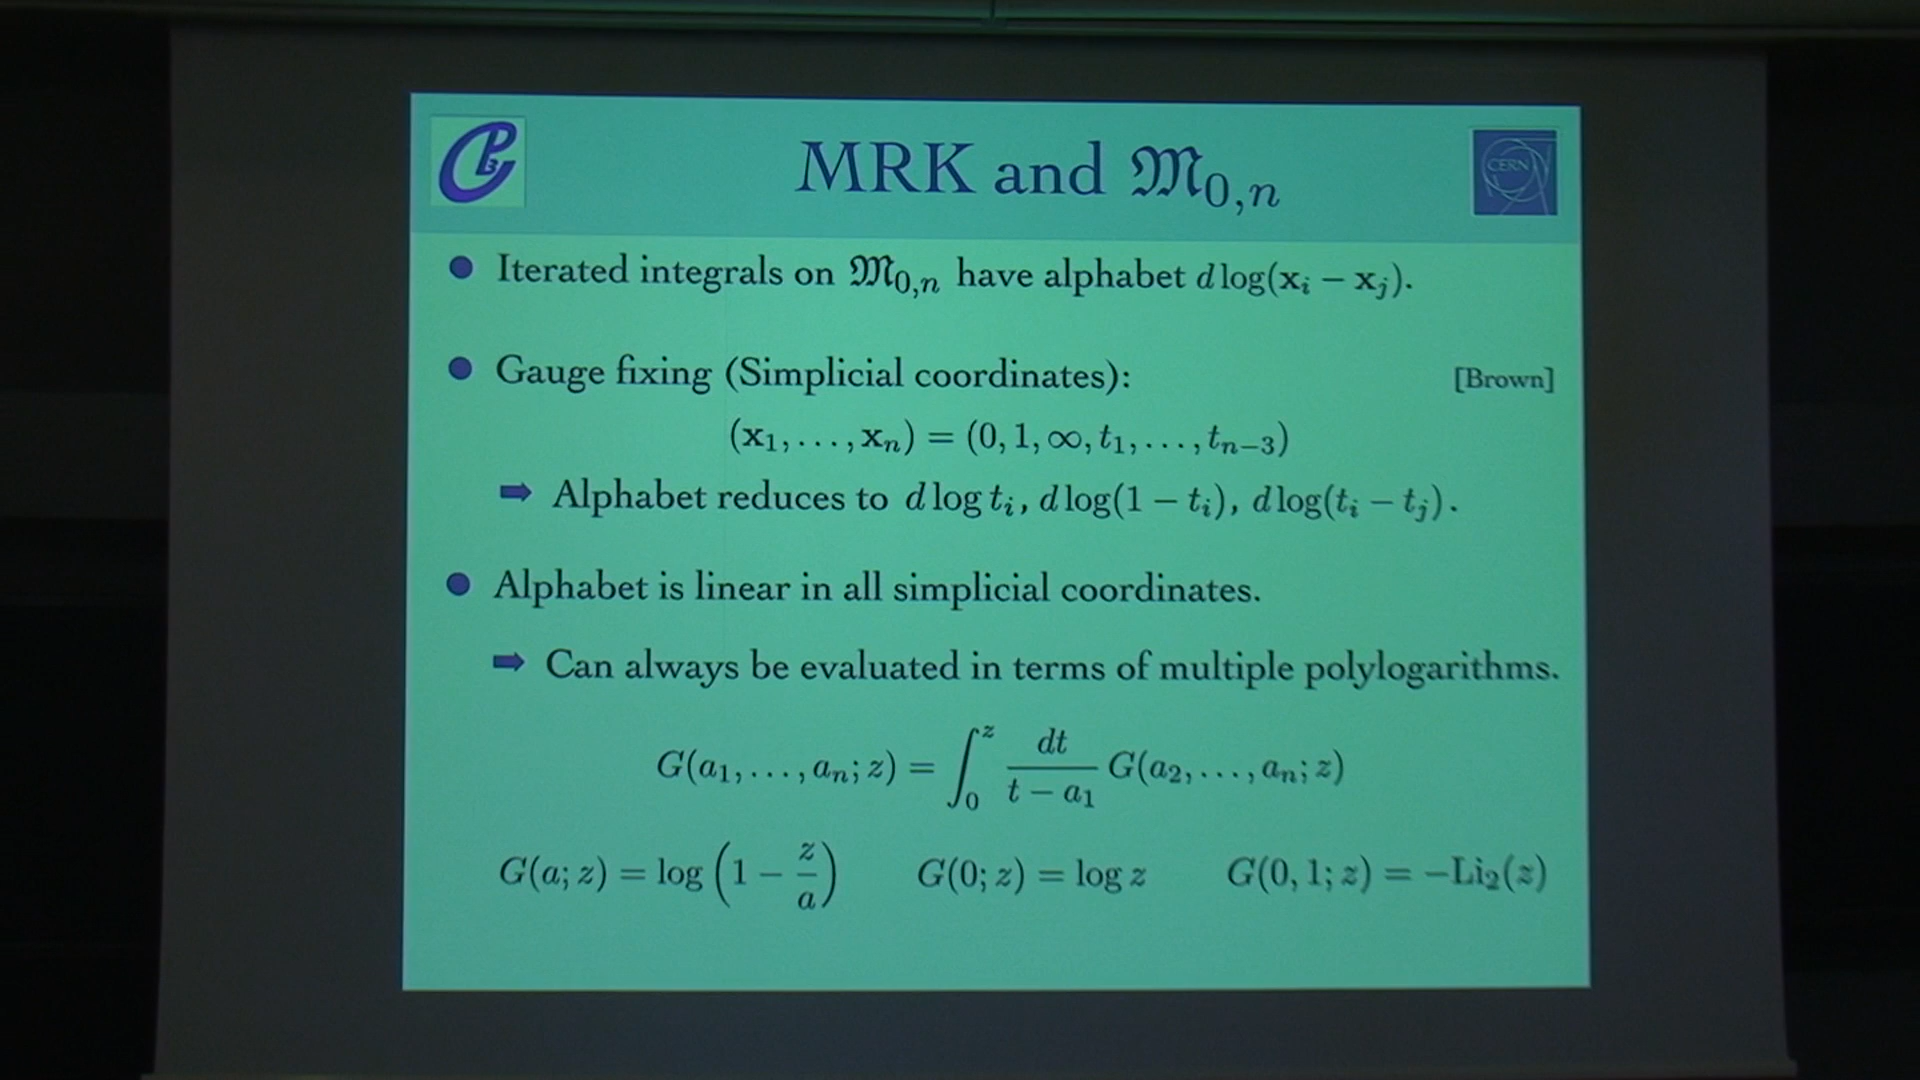 CP3
MRK and 𝔐_{0,n}
CERN
• Iterated integrals on 𝔐_{0,n} have alphabet d log(x_i − x_j).
• Gauge fixing (Simplicial coordinates): [Brown]
(x_1, . . . , x_n) = (0, 1, ∞, t_1, . . . , t_{n−3})
➡ Alphabet reduces to d log t_i, d log(1 − t_i), d log(t_i − t_j).
• Alphabet is linear in all simplicial coordinates.
➡ Can always be evaluated in terms of multiple polylogarithms.
G(a_1, . . . , a_n; z) = ∫_0^z dt/(t − a_1) G(a_2, . . . , a_n; z)
G(a; z) = log (1 − z/a) G(0; z) = log z G(0, 1; z) = −Li_2(z)